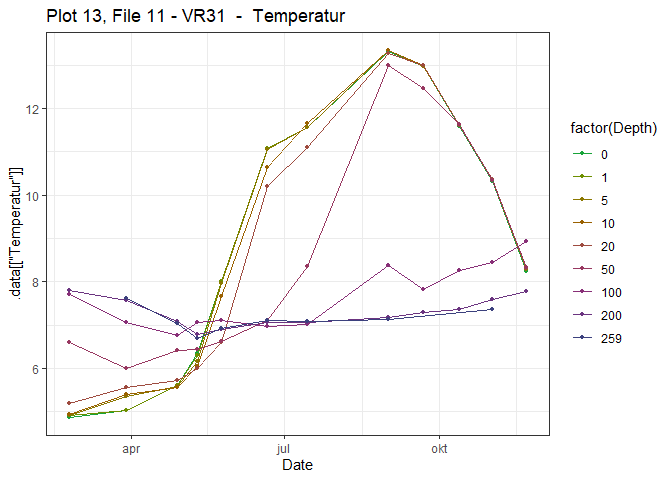 Plot 13, File 11 - VR31  -  Temperatur
.data[["Temperatur"]]
12
10
8
6
apr
jul
okt
Date
factor(Depth)
0
1
5
10
20
50
100
200
259